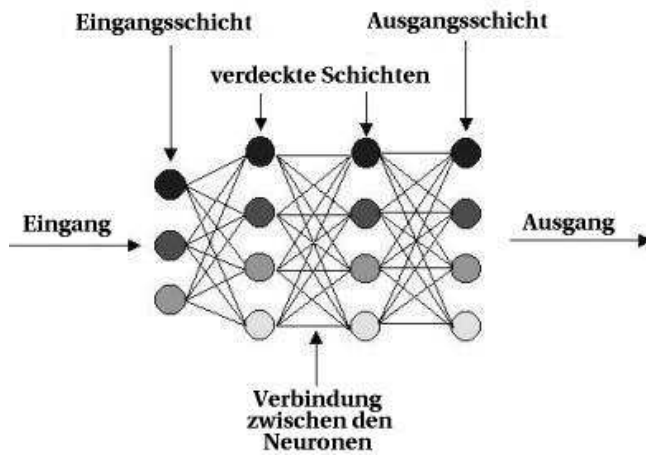 Eingangsschicht
Ausgangsschicht
verdeckte Schichten
Eingang
Ausgang
Verbindung
zwischen den
Neuronen